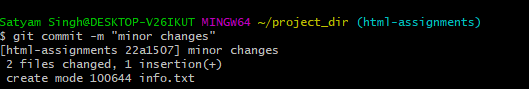 Satyam Singh@DESKTOP-V26IKUT MINGW64 ~/project_dir (html-assignments)
$ git commit -m "minor changes"
[html-assignments 22a1507] minor changes
 2 files changed, 1 insertion(+)
 create mode 100644 info.txt